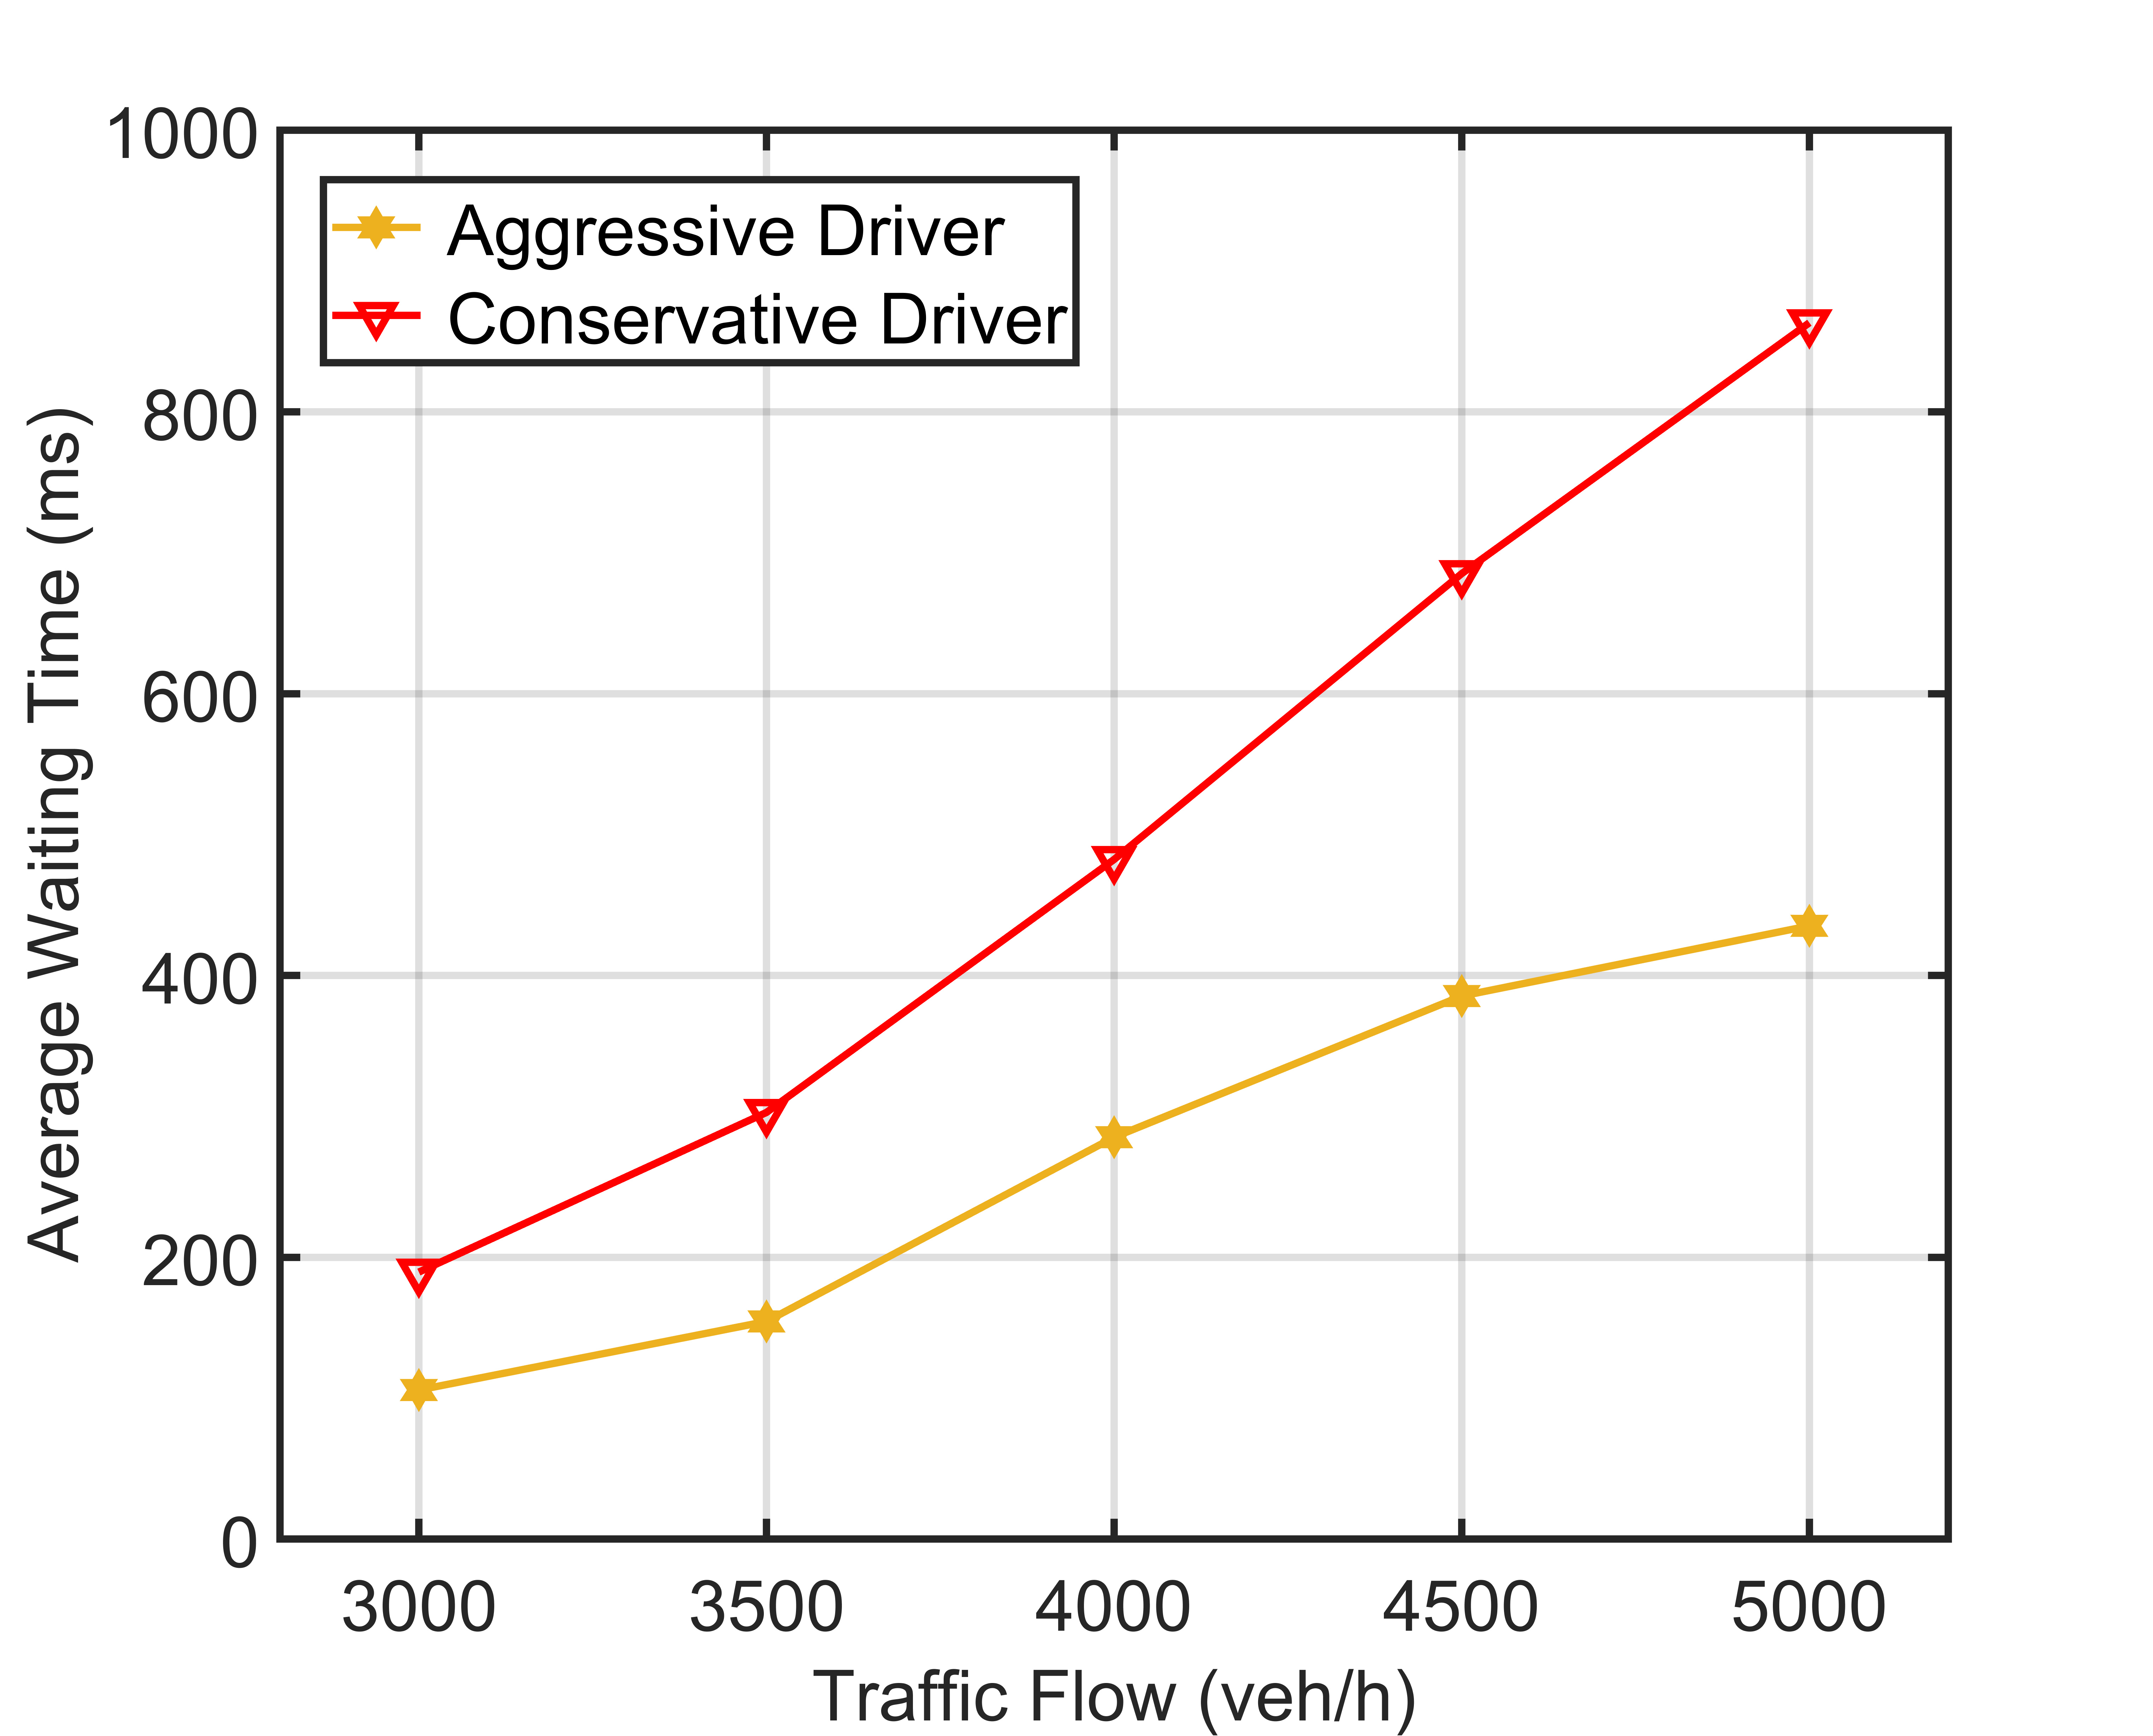 1000
800
600
400
200
0
Average Waiting Time (ms)
Aggressive Driver
Conservative Driver
3000 3500 4000 4500 5000
Traffic Flow (veh/h)